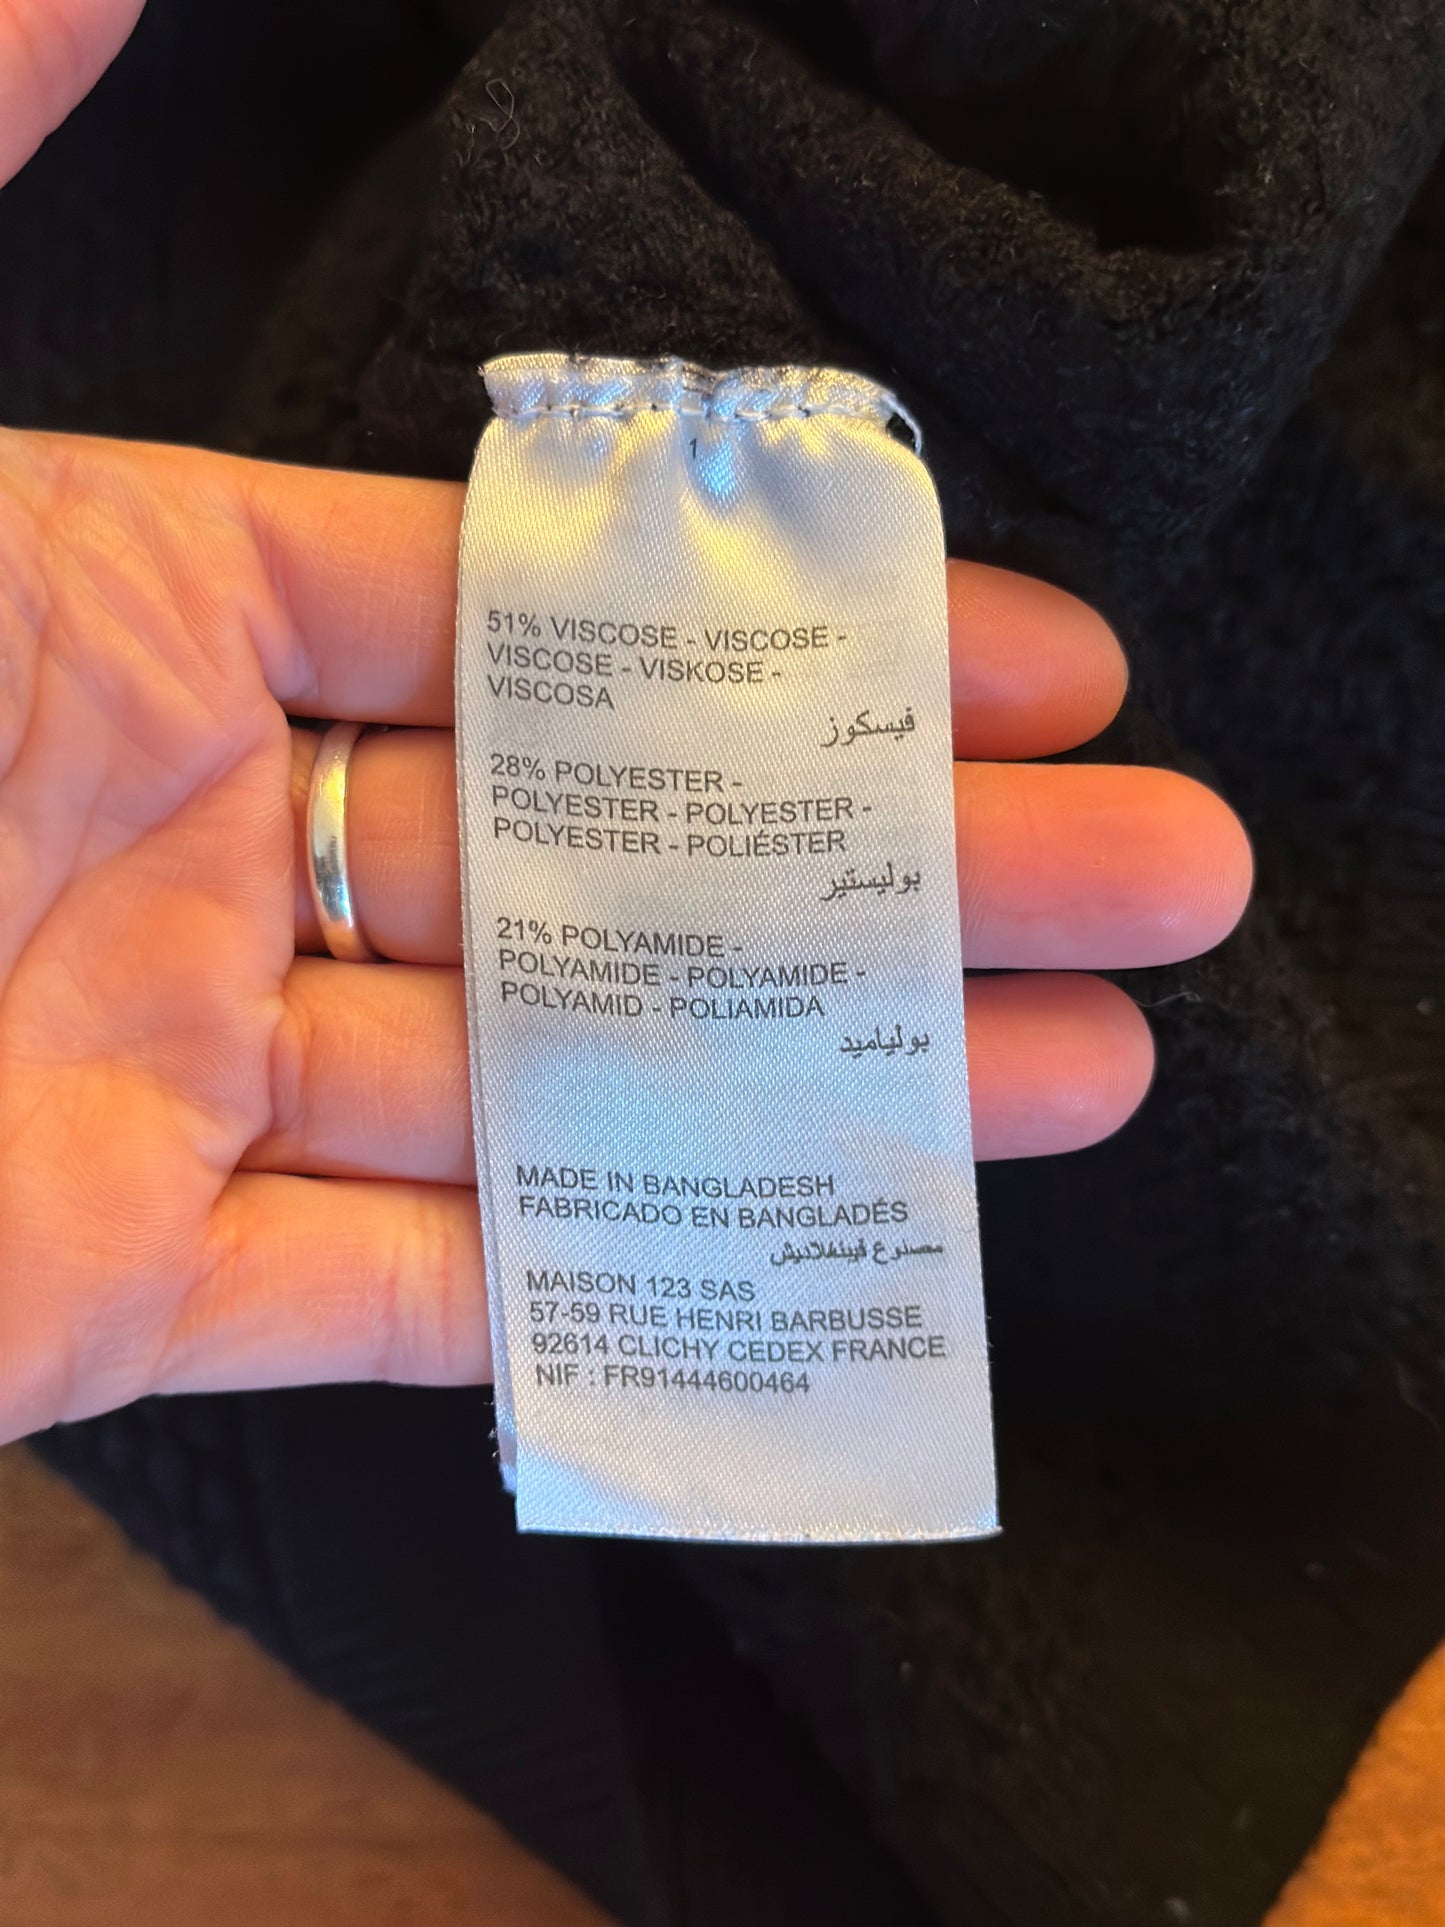 1
51% VISCOSE - VISCOSE -
VISCOSE - VISKOSE -
VISCOSA
فيسكوز
28% POLYESTER -
POLYESTER - POLYESTER -
POLYESTER - POLIÉSTER
بوليستير
21% POLYAMIDE -
POLYAMIDE - POLYAMIDE -
POLYAMID - POLIAMIDA
بولياميد
MADE IN BANGLADESH
FABRICADO EN BANGLADÉS
مصنوع
MAISON 123 SAS
57-59 RUE HENRI BARBUSSE
92614 CLICHY CEDEX FRANCE
NIF : FR91444600464